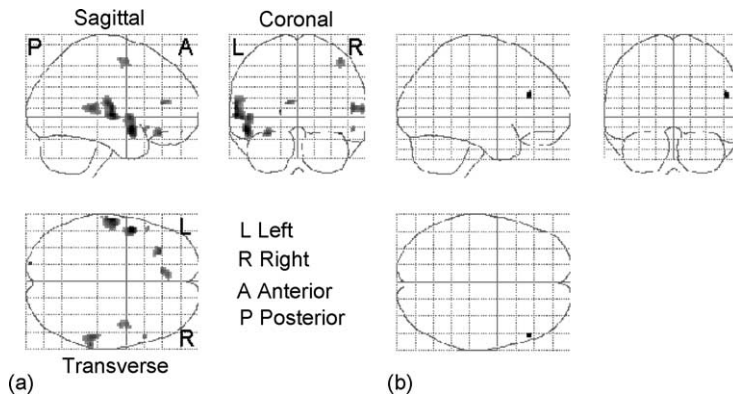 Sagittal
Coronal
P
A
L
R
L
R
L Left
R Right
A Anterior
P Posterior
Transverse
(a)
(b)